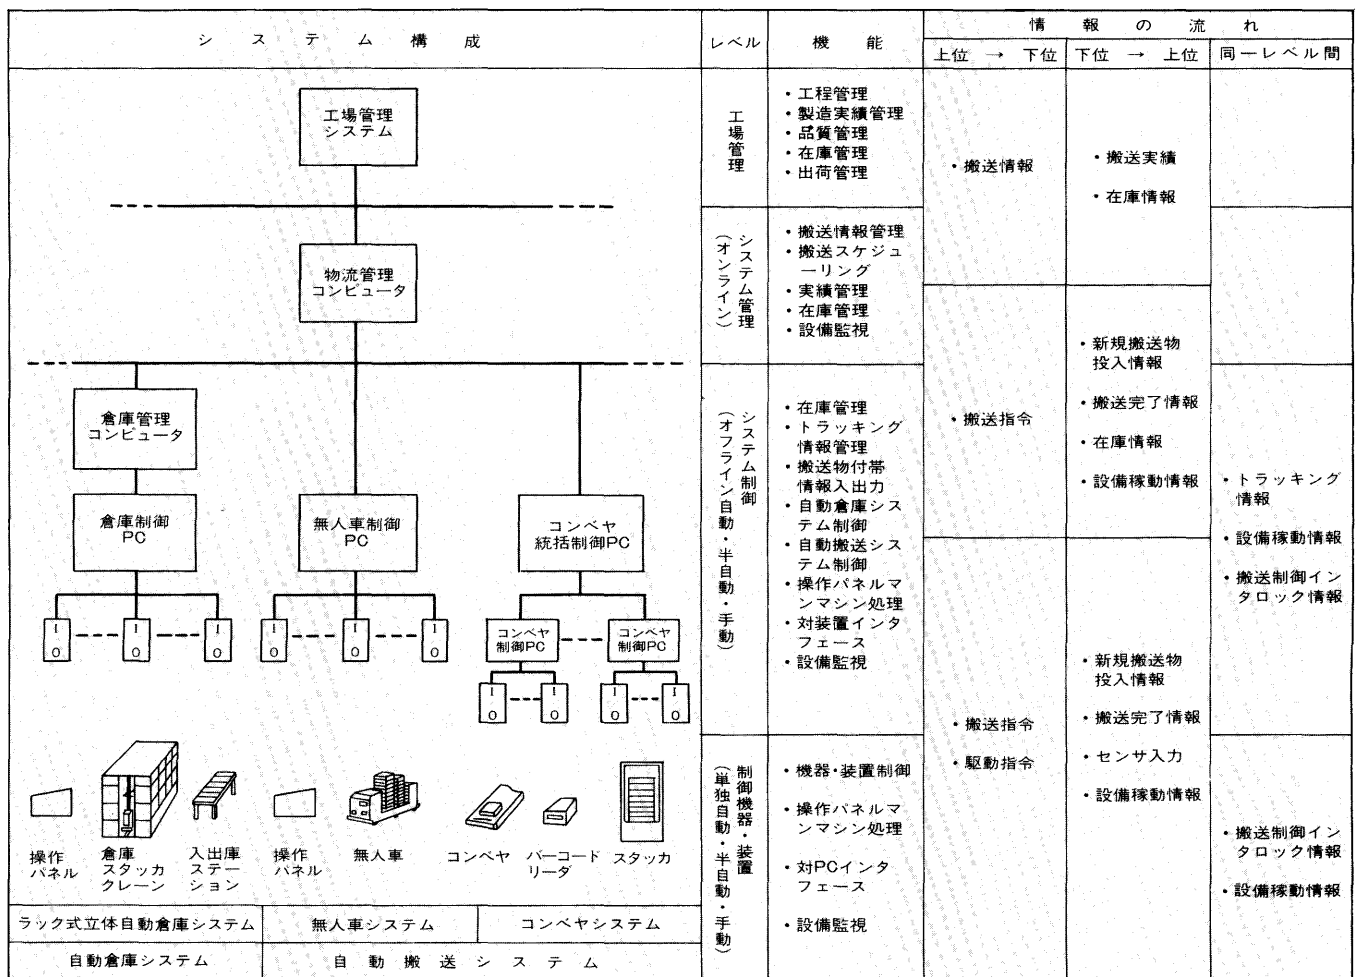 システム構成
レベル
機能
情報の流れ
上位 → 下位
下位 → 上位
同一レベル間
工場管理
システム
物流管理
コンピュータ
倉庫管理
コンピュータ
倉庫制御
PC
無人車制御
PC
コンベヤ
統括制御PC
I
O
I
O
I
O
I
O
I
O
I
O
コンベヤ
制御PC
コンベヤ
制御PC
I
O
I
O
I
O
I
O
操作
パネル
倉庫
スタッカ
クレーン
入出庫
ステー
ション
操作
パネル
無人車
コンベヤ
バーコード
リーダ
スタッカ
ラック式立体自動倉庫システム
無人車システム
コンベヤシステム
自動倉庫システム
自動搬送システム
工場管理
・工程管理
・製造実績管理
・品質管理
・在庫管理
・出荷管理
システム管理
（オンライン）
・搬送情報管理
・搬送スケジュ
ーリング
・実績管理
・在庫管理
・設備監視
システム制御
（オフライン自動・半自動・手動）
・在庫管理
・トラッキング
情報管理
・搬送物付帯
情報入出力
・自動倉庫シス
テム制御
・自動搬送シス
テム制御
・操作パネルマ
ンマシン処理
・対装置インタ
フェース
・設備監視
制御機器・装置
（単独自動・半自動・手動）
・機器・装置制御
・操作パネルマ
ンマシン処理
・対PCインタ
フェース
・設備監視
・搬送情報
・搬送指令
・搬送指令
・駆動指令
・搬送実績
・在庫情報
・新規搬送物
投入情報
・搬送完了情報
・在庫情報
・設備稼動情報
・新規搬送物
投入情報
・搬送完了情報
・センサ入力
・設備稼動情報
・トラッキング
情報
・設備稼動情報
・搬送制御イン
タロック情報
・搬送制御イン
タロック情報
・設備稼動情報